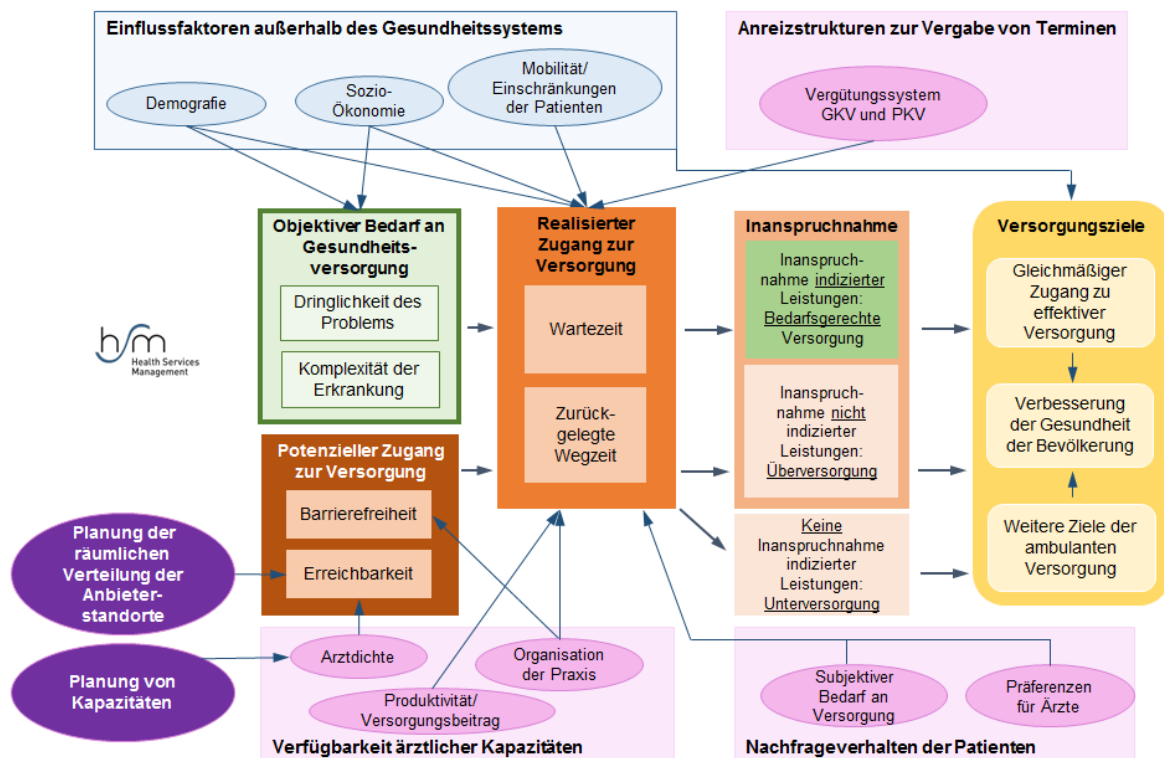 Einflussfaktoren außerhalb des Gesundheitssystems
Demografie
Sozio-
Ökonomie
Mobilität/
Einschränkungen
der Patienten
Anreizstrukturen zur Vergabe von Terminen
Vergütungssystem
GKV und PKV
Objektiver Bedarf an
Gesundheits-
versorgung
Dringlichkeit des
Problems
Komplexität der
Erkrankung
Realisierter
Zugang zur
Versorgung
Wartezeit
Zurück-
gelegte
Wegzeit
Inanspruchnahme
Inanspruch-
nahme indizierter
Leistungen:
Bedarfsgerechte
Versorgung
Inanspruch-
nahme nicht
indizierter
Leistungen:
Überversorgung
Keine
Inanspruchnahme
indizierter
Leistungen:
Unterversorgung
Versorgungsziele
Gleichmäßiger
Zugang zu
effektiver
Versorgung
Verbesserung
der Gesundheit
der Bevölkerung
Weitere Ziele der
ambulanten
Versorgung
hsm
Health Services
Management
Potenzieller Zugang
zur Versorgung
Barrierefreiheit
Erreichbarkeit
Planung der
räumlichen
Verteilung der
Anbieter-
standorte
Planung von
Kapazitäten
Arztdichte
Organisation
der Praxis
Produktivität/
Versorgungsbeitrag
Verfügbarkeit ärztlicher Kapazitäten
Subjektiver
Bedarf an
Versorgung
Präferenzen
für Ärzte
Nachfrageverhalten der Patienten